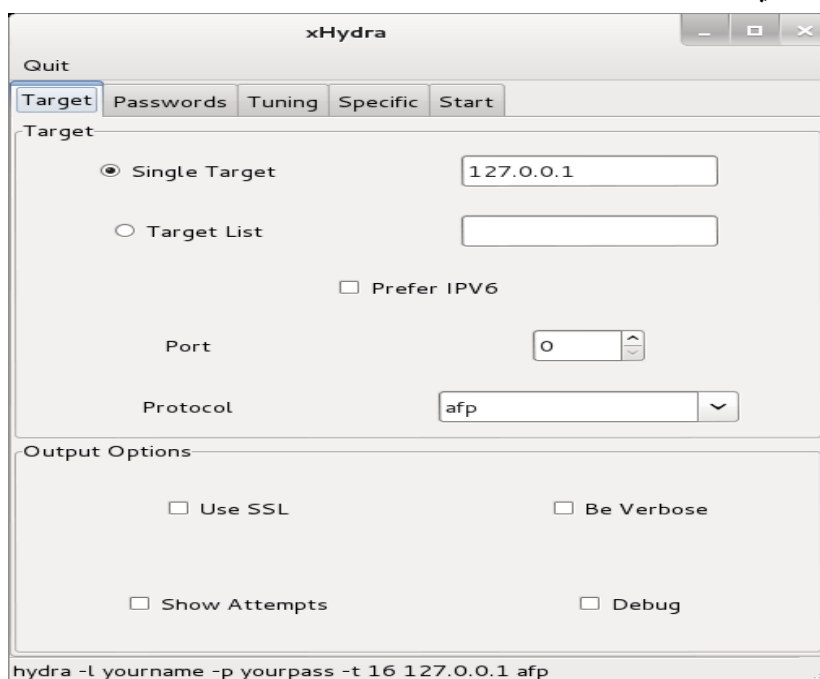 xHydra
Quit
Target Passwords Tuning Specific Start
Target
Single Target 127.0.0.1
Target List
Prefer IPV6
Port 0
Protocol afp
Output Options
Use SSL Be Verbose
Show Attempts Debug
hydra -l yourname -p yourpass -t 16 127.0.0.1 afp